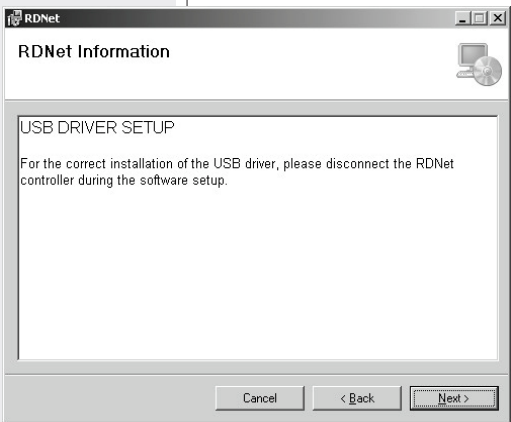 RDNet
RDNet Information
USB DRIVER SETUP
For the correct installation of the USB driver, please disconnect the RDNet
controller during the software setup.
Cancel
< Back
Next >